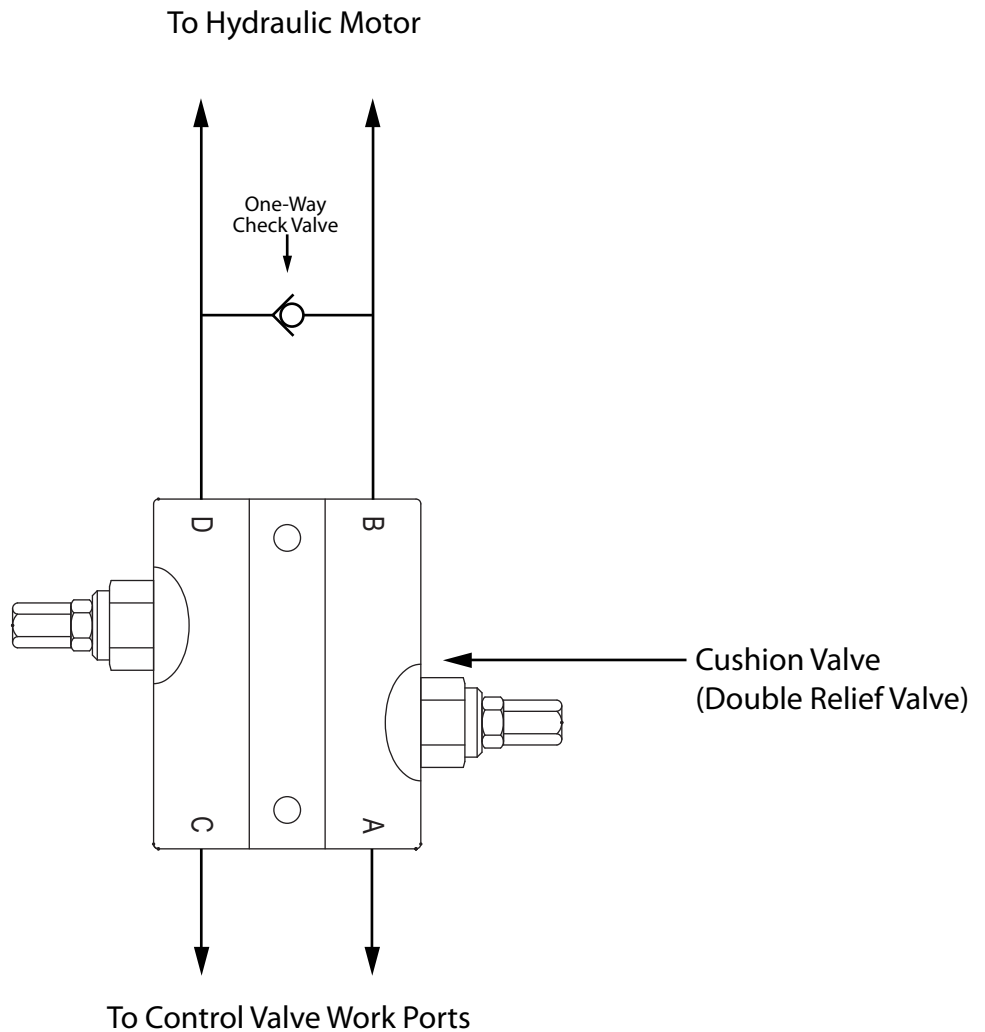 To Hydraulic Motor
One-Way
Check Valve
D
B
Cushion Valve
(Double Relief Valve)
C
A
To Control Valve Work Ports